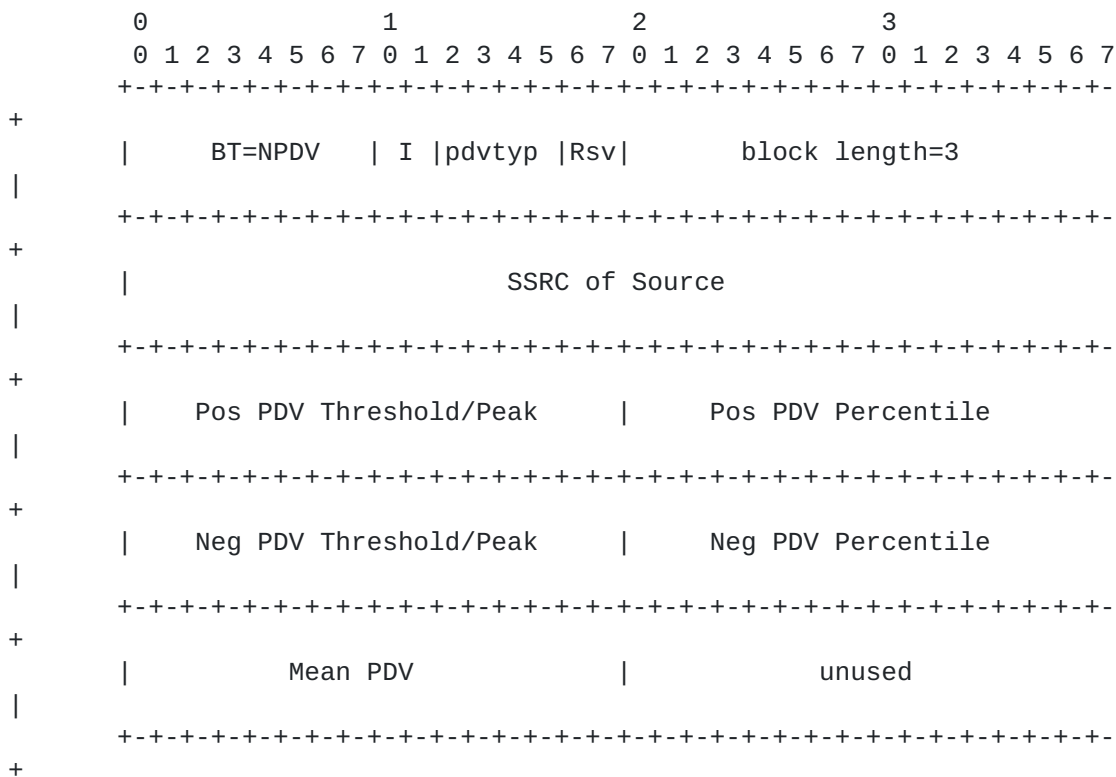 0                   1                   2                   3
0 1 2 3 4 5 6 7 0 1 2 3 4 5 6 7 0 1 2 3 4 5 6 7 0 1 2 3 4 5 6 7
+-+-+-+-+-+-+-+-+-+-+-+-+-+-+-+-+-+-+-+-+-+-+-+-+-+-+-+-+-+-+-+-
+
|     BT=NPDV   | I |pdvtyp |Rsv|       block length=3
|
+-+-+-+-+-+-+-+-+-+-+-+-+-+-+-+-+-+-+-+-+-+-+-+-+-+-+-+-+-+-+-+-
+
|                        SSRC of Source
|
+-+-+-+-+-+-+-+-+-+-+-+-+-+-+-+-+-+-+-+-+-+-+-+-+-+-+-+-+-+-+-+-
+
|    Pos PDV Threshold/Peak     |     Pos PDV Percentile
|
+-+-+-+-+-+-+-+-+-+-+-+-+-+-+-+-+-+-+-+-+-+-+-+-+-+-+-+-+-+-+-+-
+
|    Neg PDV Threshold/Peak     |     Neg PDV Percentile
|
+-+-+-+-+-+-+-+-+-+-+-+-+-+-+-+-+-+-+-+-+-+-+-+-+-+-+-+-+-+-+-+-
+
|          Mean PDV             |            unused
|
+-+-+-+-+-+-+-+-+-+-+-+-+-+-+-+-+-+-+-+-+-+-+-+-+-+-+-+-+-+-+-+-
+